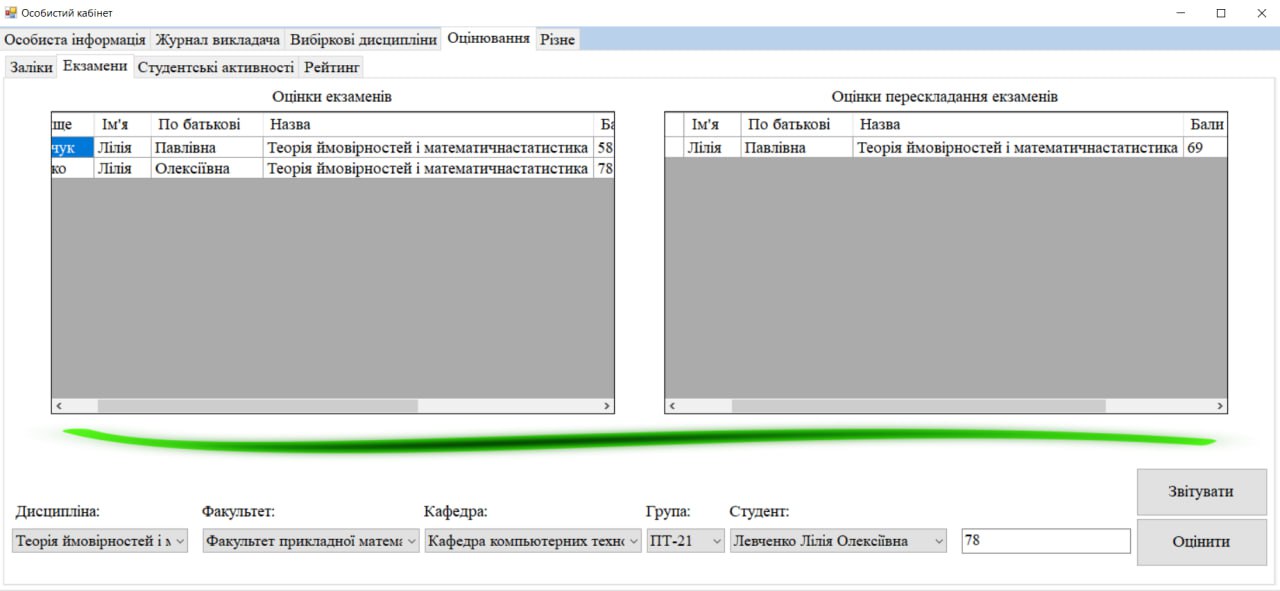 Особистий кабінет
Особиста інформація Журнал викладача Вибіркові дисципліни Оцінювання Різне
Заліки Екзамени Студентські активності Рейтинг
Оцінки екзаменів
ще Ім'я По батькові Назва Ба
чук Лілія Павлівна Теорія ймовірностей і математичнастатистика 58
ко Лілія Олексіївна Теорія ймовірностей і математичнастатистика 78
Оцінки перескладання екзаменів
Ім'я По батькові Назва Бали
Лілія Павлівна Теорія ймовірностей і математичнастатистика 69
Звітувати
Дисципліна: Факультет: Кафедра: Група: Студент:
Теорія ймовірностей і м Факультет прикладної матема Кафедра компьютерних техно ПТ-21 Левченко Лілія Олексіївна 78
Оцінити